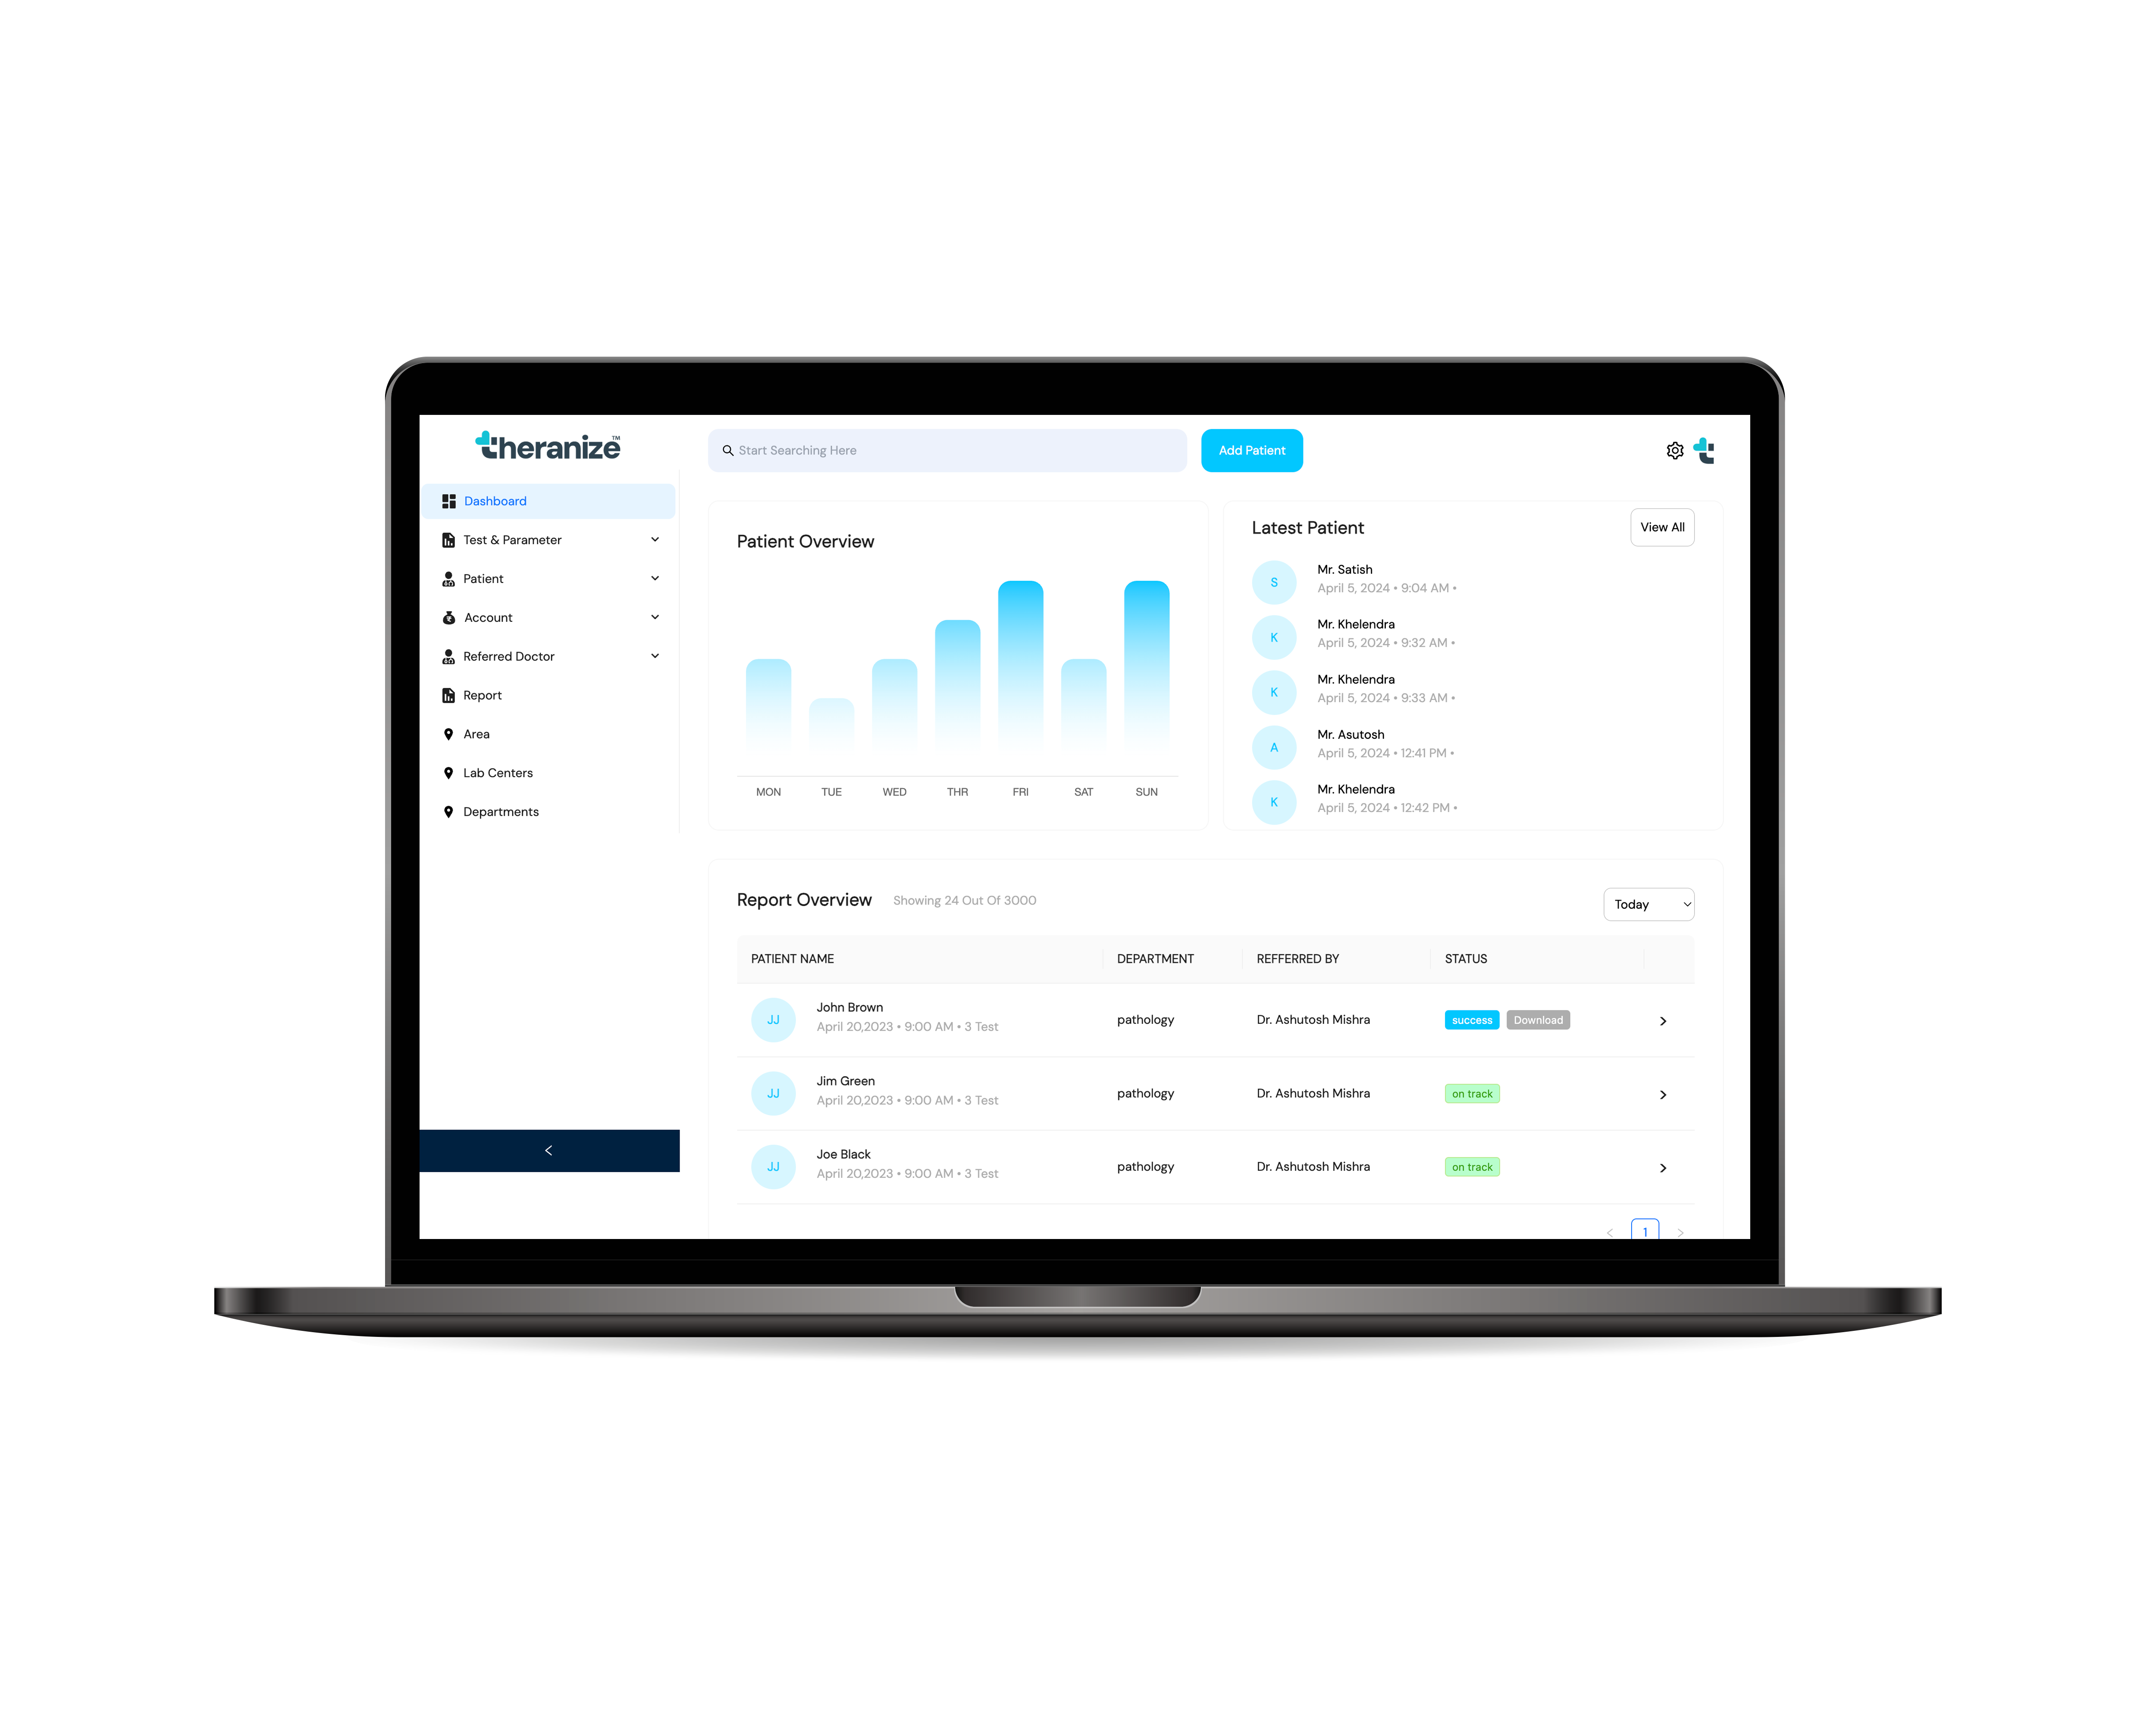 theranize™
Start Searching Here
Add Patient
Dashboard
Test & Parameter
Patient
Account
Referred Doctor
Report
Area
Lab Centers
Departments
Patient Overview
MON TUE WED THR FRI SAT SUN
Latest Patient
View All
S
Mr. Satish
April 5, 2024 • 9:04 AM •
K
Mr. Khelendra
April 5, 2024 • 9:32 AM •
K
Mr. Khelendra
April 5, 2024 • 9:33 AM •
A
Mr. Asutosh
April 5, 2024 • 12:41 PM •
K
Mr. Khelendra
April 5, 2024 • 12:42 PM •
Report Overview Showing 24 Out Of 3000
Today
PATIENT NAME DEPARTMENT REFFERRED BY STATUS
JJ
John Brown
April 20,2023 • 9:00 AM • 3 Test
pathology Dr. Ashutosh Mishra success Download
JJ
Jim Green
April 20,2023 • 9:00 AM • 3 Test
pathology Dr. Ashutosh Mishra on track
JJ
Joe Black
April 20,2023 • 9:00 AM • 3 Test
pathology Dr. Ashutosh Mishra on track
1